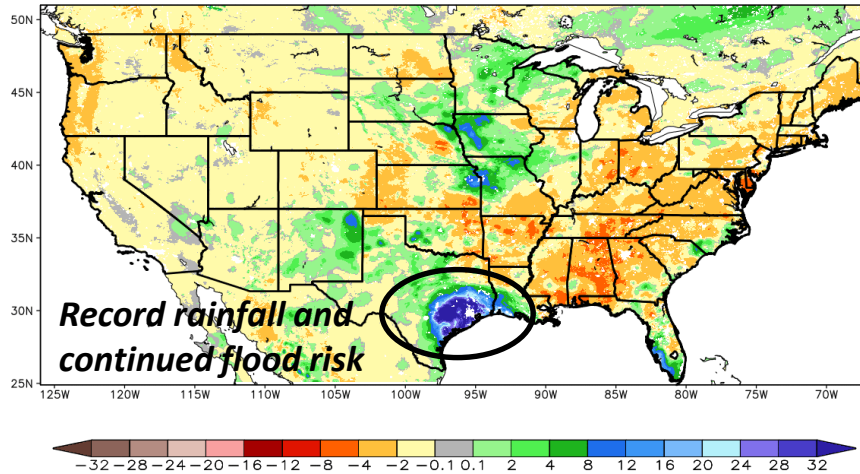 50N
45N
40N
35N
30N
25N
Record rainfall and
continued flood risk
125W 120W 115W 110W 105W 100W 95W 90W 85W 80W 75W 70W
-32 -28 -24 -20 -16 -12 -8 -4 -2 -0.1 0.1 2 4 8 12 16 20 24 28 32